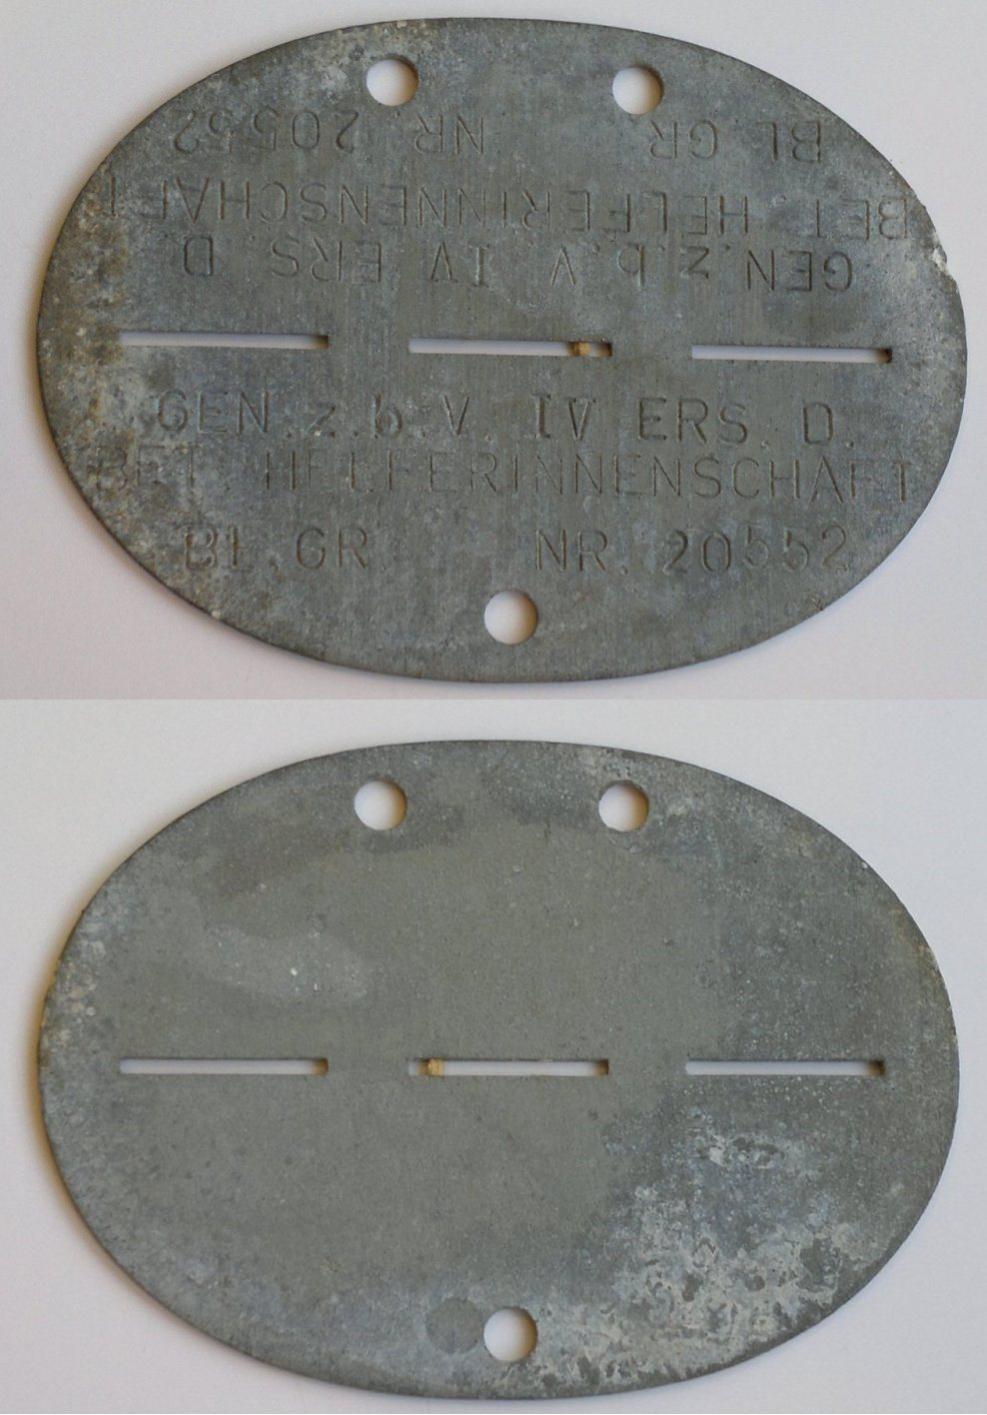 BL.GR. NR. 20552
BET. HELFERINNENSCHAFT
GEN.z.b.V. IV ERS. D.
GEN.z.b.V. IV ERS. D.
BET. HELFERINNENSCHAFT
BL.GR. NR. 20552